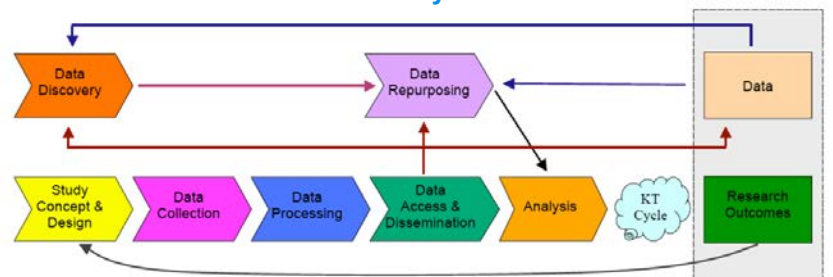 Data
Discovery
Data
Repurposing
Data
Study
Concept &
Design
Data
Collection
Data
Processing
Data
Access &
Dissemination
Analysis
KT
Cycle
Research
Outcomes